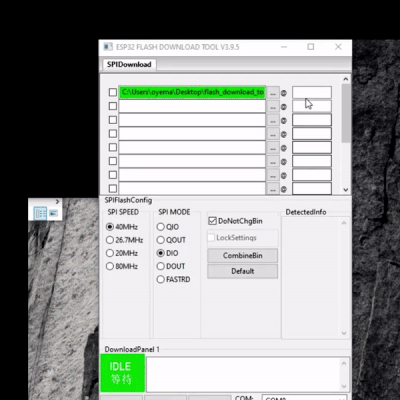 ESP32 FLASH DOWNLOAD TOOL V3.9.5
SPIDownload
C:\Users\oyema\Desktop\flash_download_to ... @
... @
... @
... @
... @
... @
... @
... @
SPIFlashConfig
SPI SPEED
40MHz
26.7MHz
20MHz
80MHz
SPI MODE
QIO
QOUT
DIO
DOUT
FASTRD
DoNotChgBin
LockSettings
CombineBin
Default
DetectedInfo
DownloadPanel 1
IDLE
等待
COM:
COM8